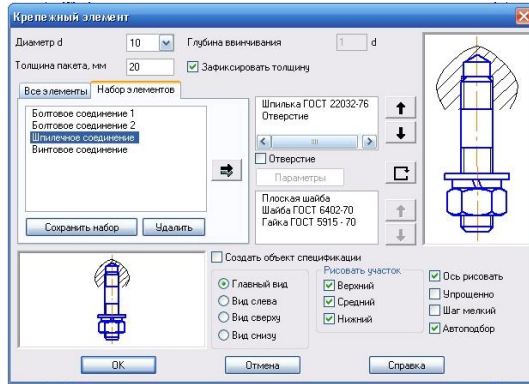 Крепежный элемент
Диаметр d 10 Глубина ввинчивания 1 d
Толщина пакета, мм 20 Зафиксировать толщину
Все элементы Набор элементов
Болтовое соединение 1
Болтовое соединение 2
Шпилечное соединение
Винтовое соединение
Сохранить набор Удалить
Шпилька ГОСТ 22032-76
Отверстие
Отверстие
Параметры
Плоская шайба
Шайба ГОСТ 6402-70
Гайка ГОСТ 5915 - 70
Создать объект спецификации
Главный вид
Вид слева
Вид сверху
Вид снизу
Рисовать участок
Верхний
Средний
Нижний
Ось рисовать
Упрощенно
Шаг мелкий
Автоподбор
OK Отмена Справка